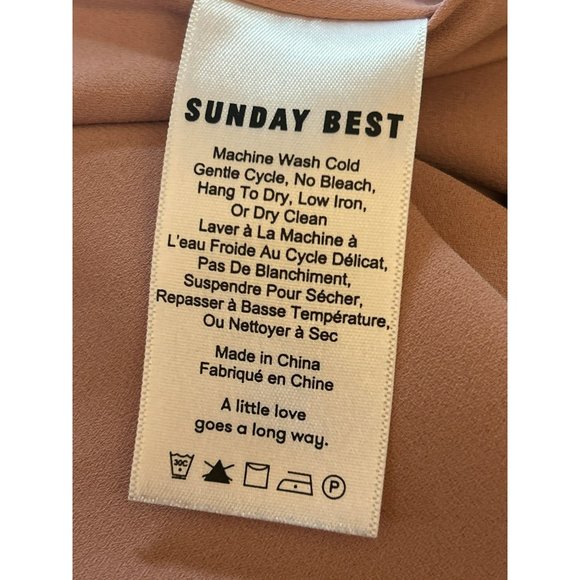 SUNDAY BEST
Machine Wash Cold
Gentle Cycle, No Bleach,
Hang To Dry, Low Iron,
Or Dry Clean
Laver à La Machine à
L'eau Froide Au Cycle Délicat,
Pas De Blanchiment,
Suspendre Pour Sécher,
Repasser à Basse Température,
Ou Nettoyer à Sec
Made in China
Fabriqué en Chine
A little love
goes a long way.
30C P